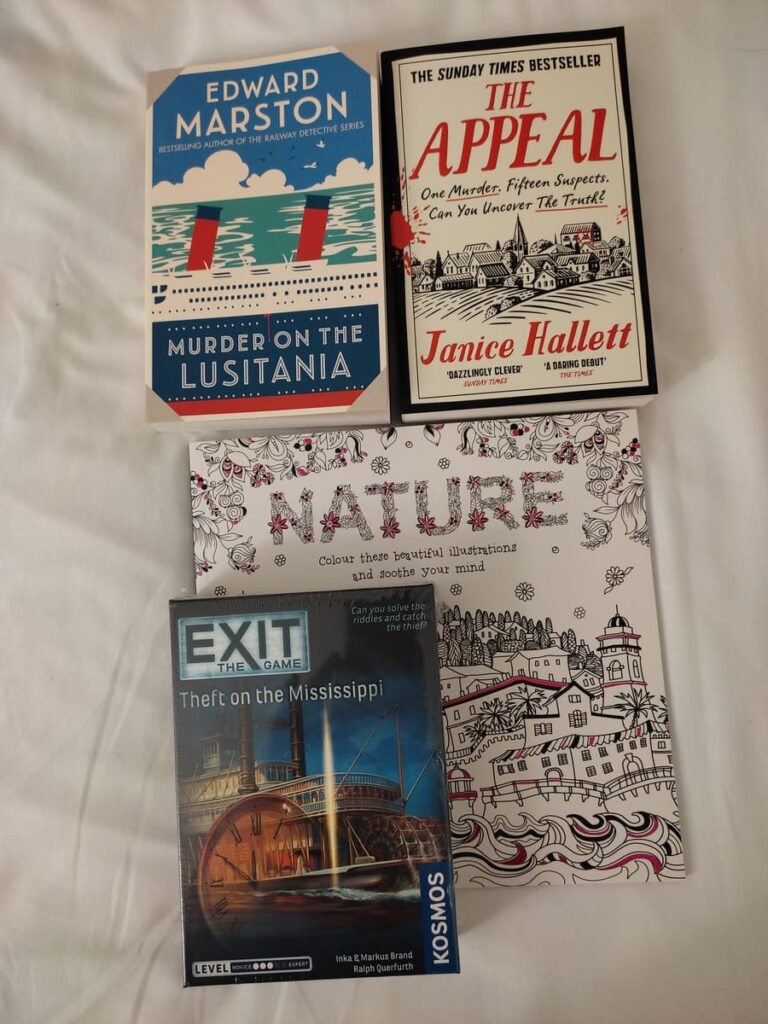 EDWARD
MARSTON
BESTSELLING AUTHOR OF THE RAILWAY DETECTIVE SERIES
MURDER ON THE
LUSITANIA
THE SUNDAY TIMES BESTSELLER
THE
APPEAL
One Murder. Fifteen Suspects.
Can You Uncover The Truth?
Janice Hallett
'DAZZLINGLY CLEVER'
SUNDAY TIMES
'A DARING DEBUT'
THE TIMES
NATURE
Colour these beautiful illustrations
and soothe your mind
Can you solve the
riddles and catch
the thief?
EXIT
THE GAME
Theft on the Mississippi
LEVEL NOVICE EXPERT
Inka & Markus Brand
Ralph Querfurth
KOSMOS